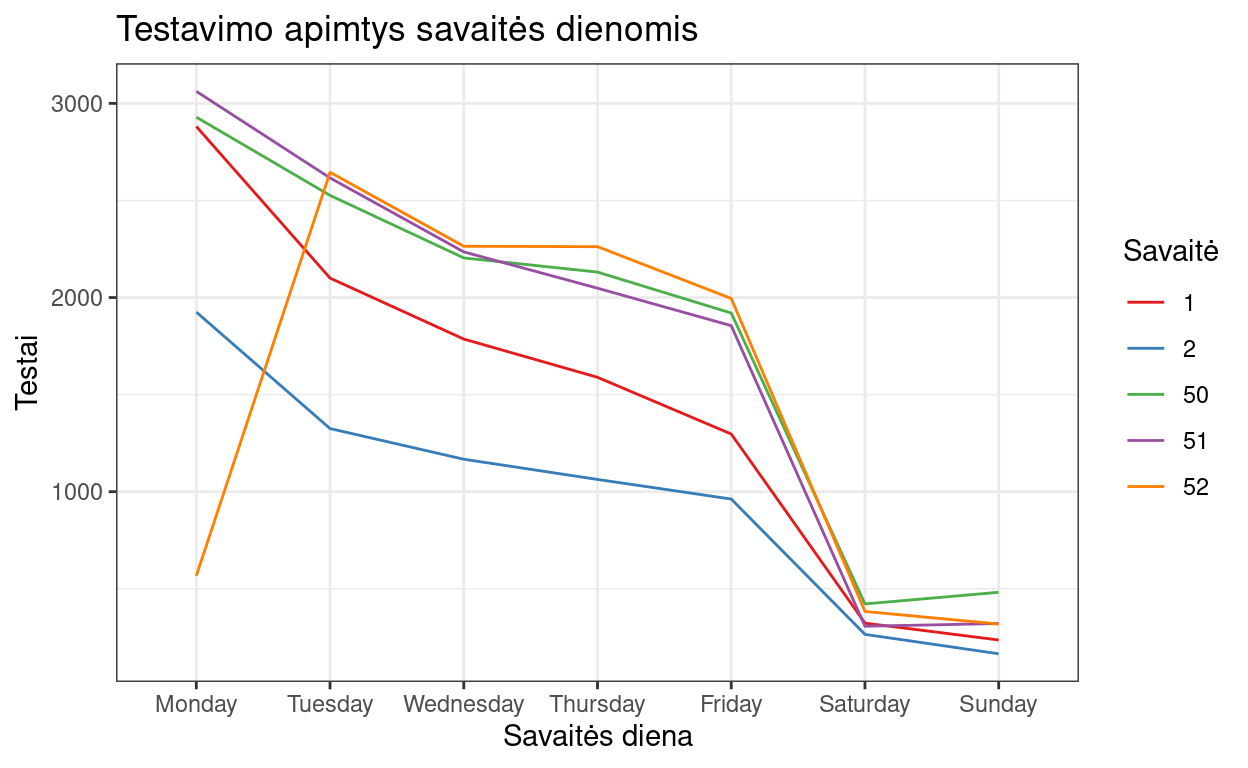 Testavimo apimtys savaitės dienomis
Testai
3000
2000
1000
Monday Tuesday Wednesday Thursday Friday Saturday Sunday
Savaitės diena
Savaitė
1
2
50
51
52